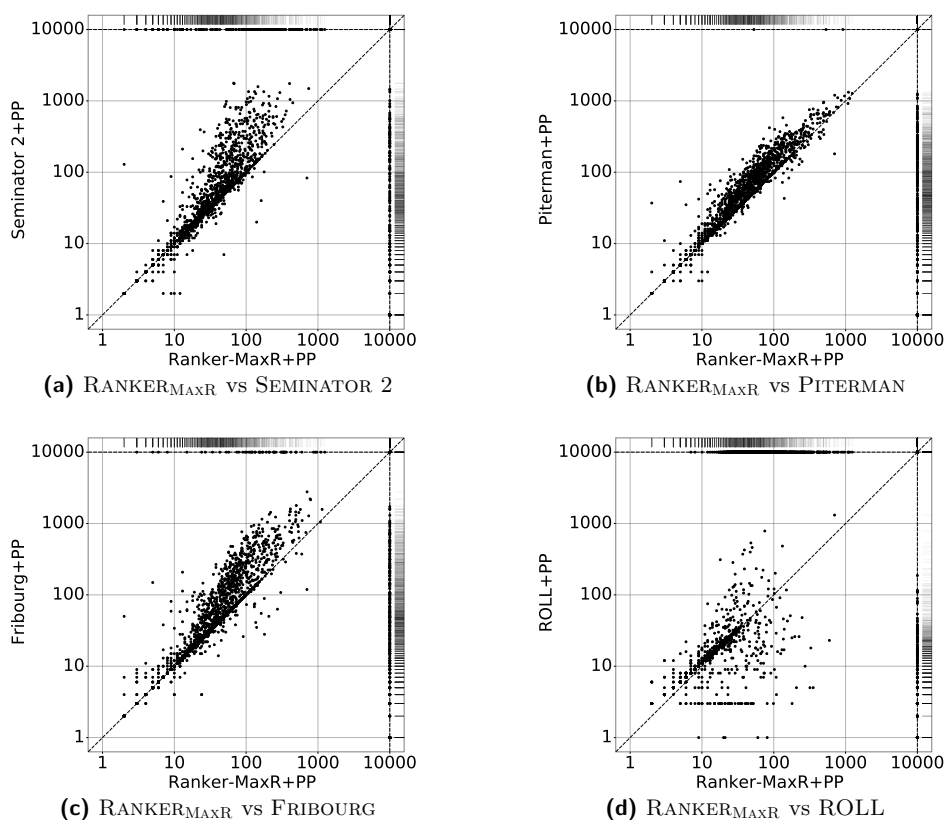 10000
1000
100
10
1
Seminator 2+PP
1 10 100 1000 10000
Ranker-MaxR+PP
(a) RANKERMAXR vs SEMINATOR 2
10000
1000
100
10
1
Piterman+PP
1 10 100 1000 10000
Ranker-MaxR+PP
(b) RANKERMAXR vs PITERMAN
10000
1000
100
10
1
Fribourg+PP
1 10 100 1000 10000
Ranker-MaxR+PP
(c) RANKERMAXR vs FRIBOURG
10000
1000
100
10
1
ROLL+PP
1 10 100 1000 10000
Ranker-MaxR+PP
(d) RANKERMAXR vs ROLL